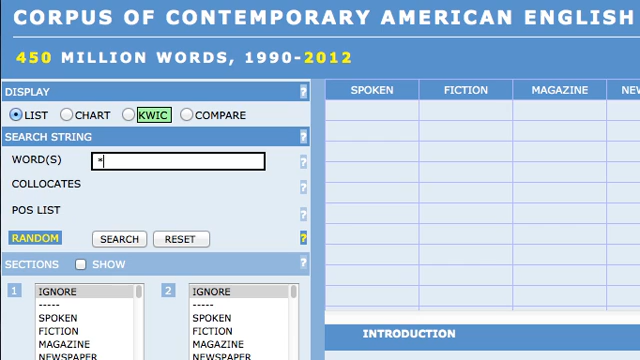 CORPUS OF CONTEMPORARY AMERICAN ENGLISH
450 MILLION WORDS, 1990-2012
DISPLAY ?
LIST CHART KWIC COMPARE
SEARCH STRING ?
WORD(S) * ?
COLLOCATES ?
POS LIST ?
RANDOM SEARCH RESET ?
SECTIONS SHOW ?
1 IGNORE 2 IGNORE
----- -----
SPOKEN SPOKEN
FICTION FICTION
MAGAZINE MAGAZINE
NEWSPAPER NEWSPAPER
SPOKEN FICTION MAGAZINE NEW
INTRODUCTION